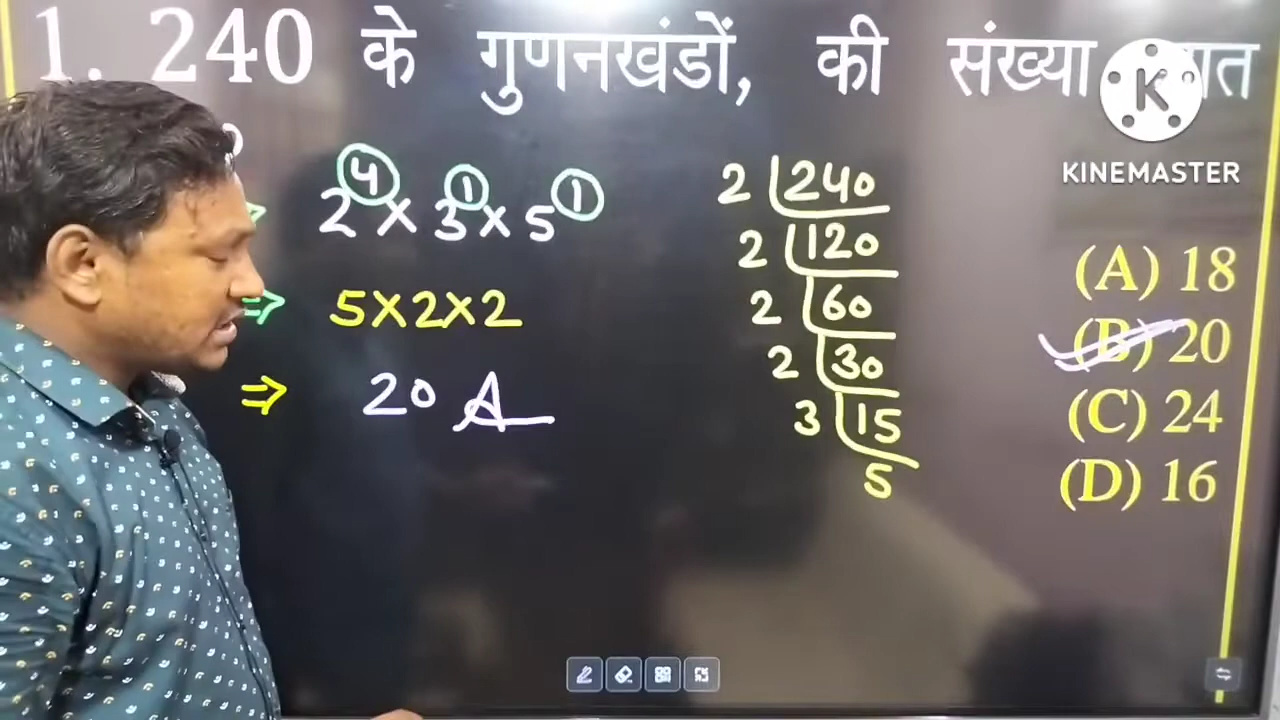 1. 240 के गुणनखंडों, की संख्या
KINEMASTER
2⁴ × 3¹ × 5¹
⇒ 5×2×2
⇒ 20 A
2 240
2 120
2 60
2 30
3 15
5
(A) 18
(B) 20
(C) 24
(D) 16